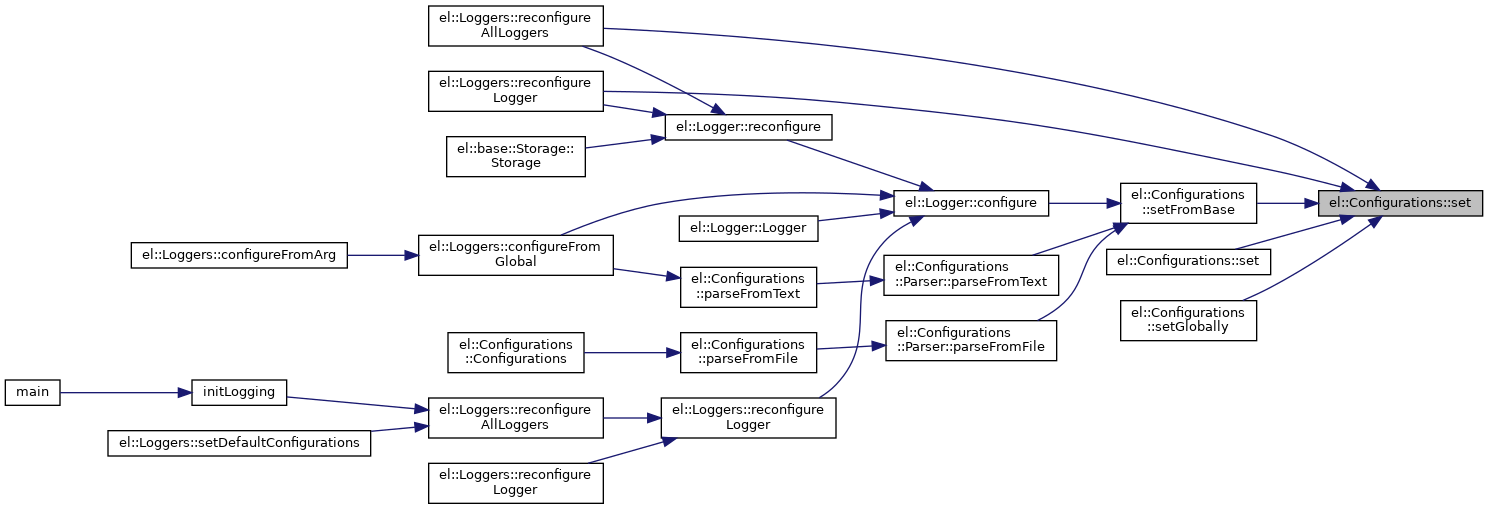 el::Loggers::reconfigure
AllLoggers
el::Loggers::reconfigure
Logger
el::Logger::reconfigure
el::base::Storage::
Storage
el::Logger::configure
el::Configurations
::setFromBase
el::Configurations::set
el::Logger::Logger
el::Loggers::configureFrom
Global
el::Loggers::configureFromArg
el::Configurations::set
el::Configurations
::Parser::parseFromText
el::Configurations
::parseFromText
el::Configurations
::setGlobally
el::Configurations
::Parser::parseFromFile
el::Configurations
::parseFromFile
el::Configurations
::Configurations
main
initLogging
el::Loggers::reconfigure
AllLoggers
el::Loggers::reconfigure
Logger
el::Loggers::setDefaultConfigurations
el::Loggers::reconfigure
Logger